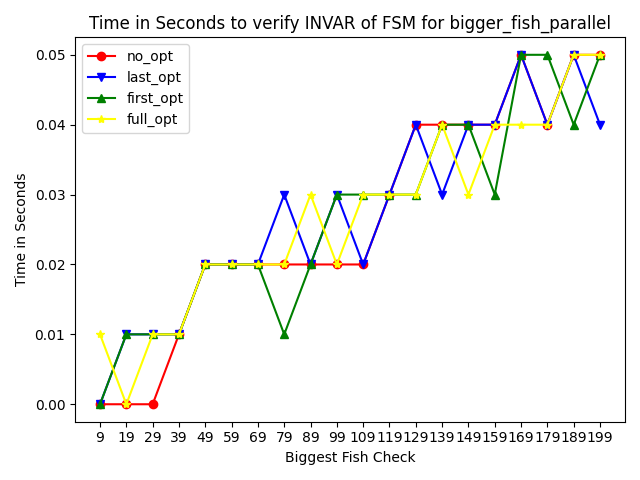 Time in Seconds to verify INVAR of FSM for bigger_fish_parallel
no_opt
last_opt
first_opt
full_opt
Time in Seconds
0.05
0.04
0.03
0.02
0.01
0.00
9 19 29 39 49 59 69 79 89 99 109 119 129 139 149 159 169 179 189 199
Biggest Fish Check